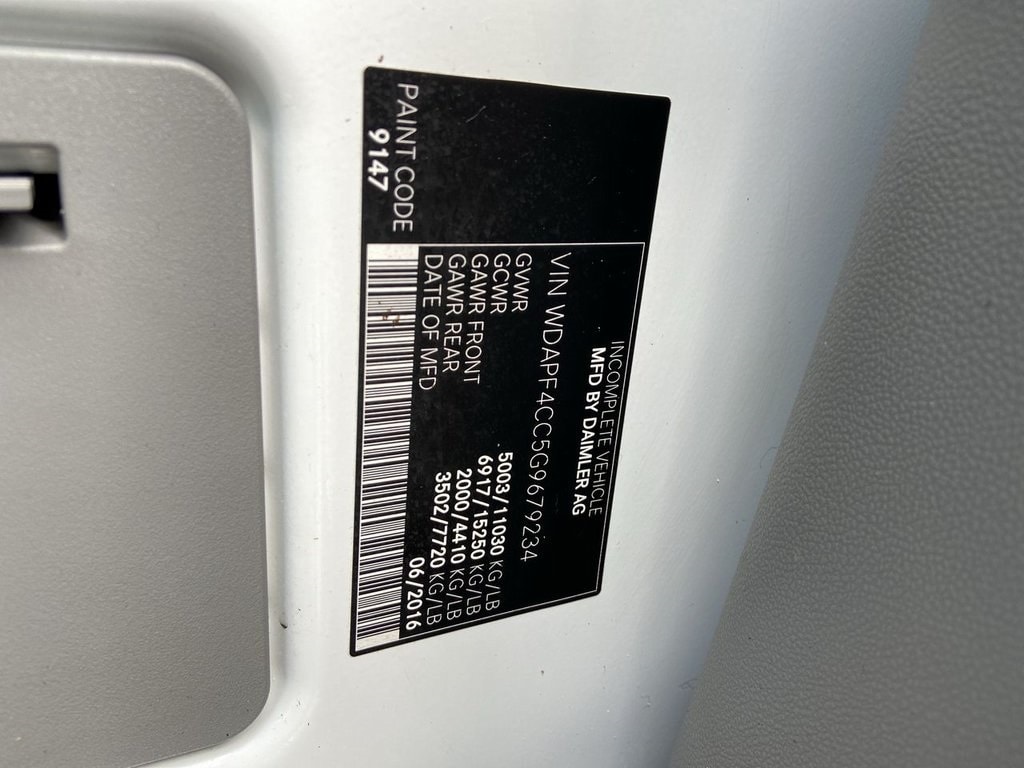 INCOMPLETE VEHICLE
MFD BY DAIMLER AG
VIN WDAPF4CC5G9679234
GVWR 5003/11030 KG/LB
GCWR 6917/15250 KG/LB
GAWR FRONT 2000/4410 KG/LB
GAWR REAR 3502/7720 KG/LB
DATE OF MFD 06/2016
PAINT CODE
9147